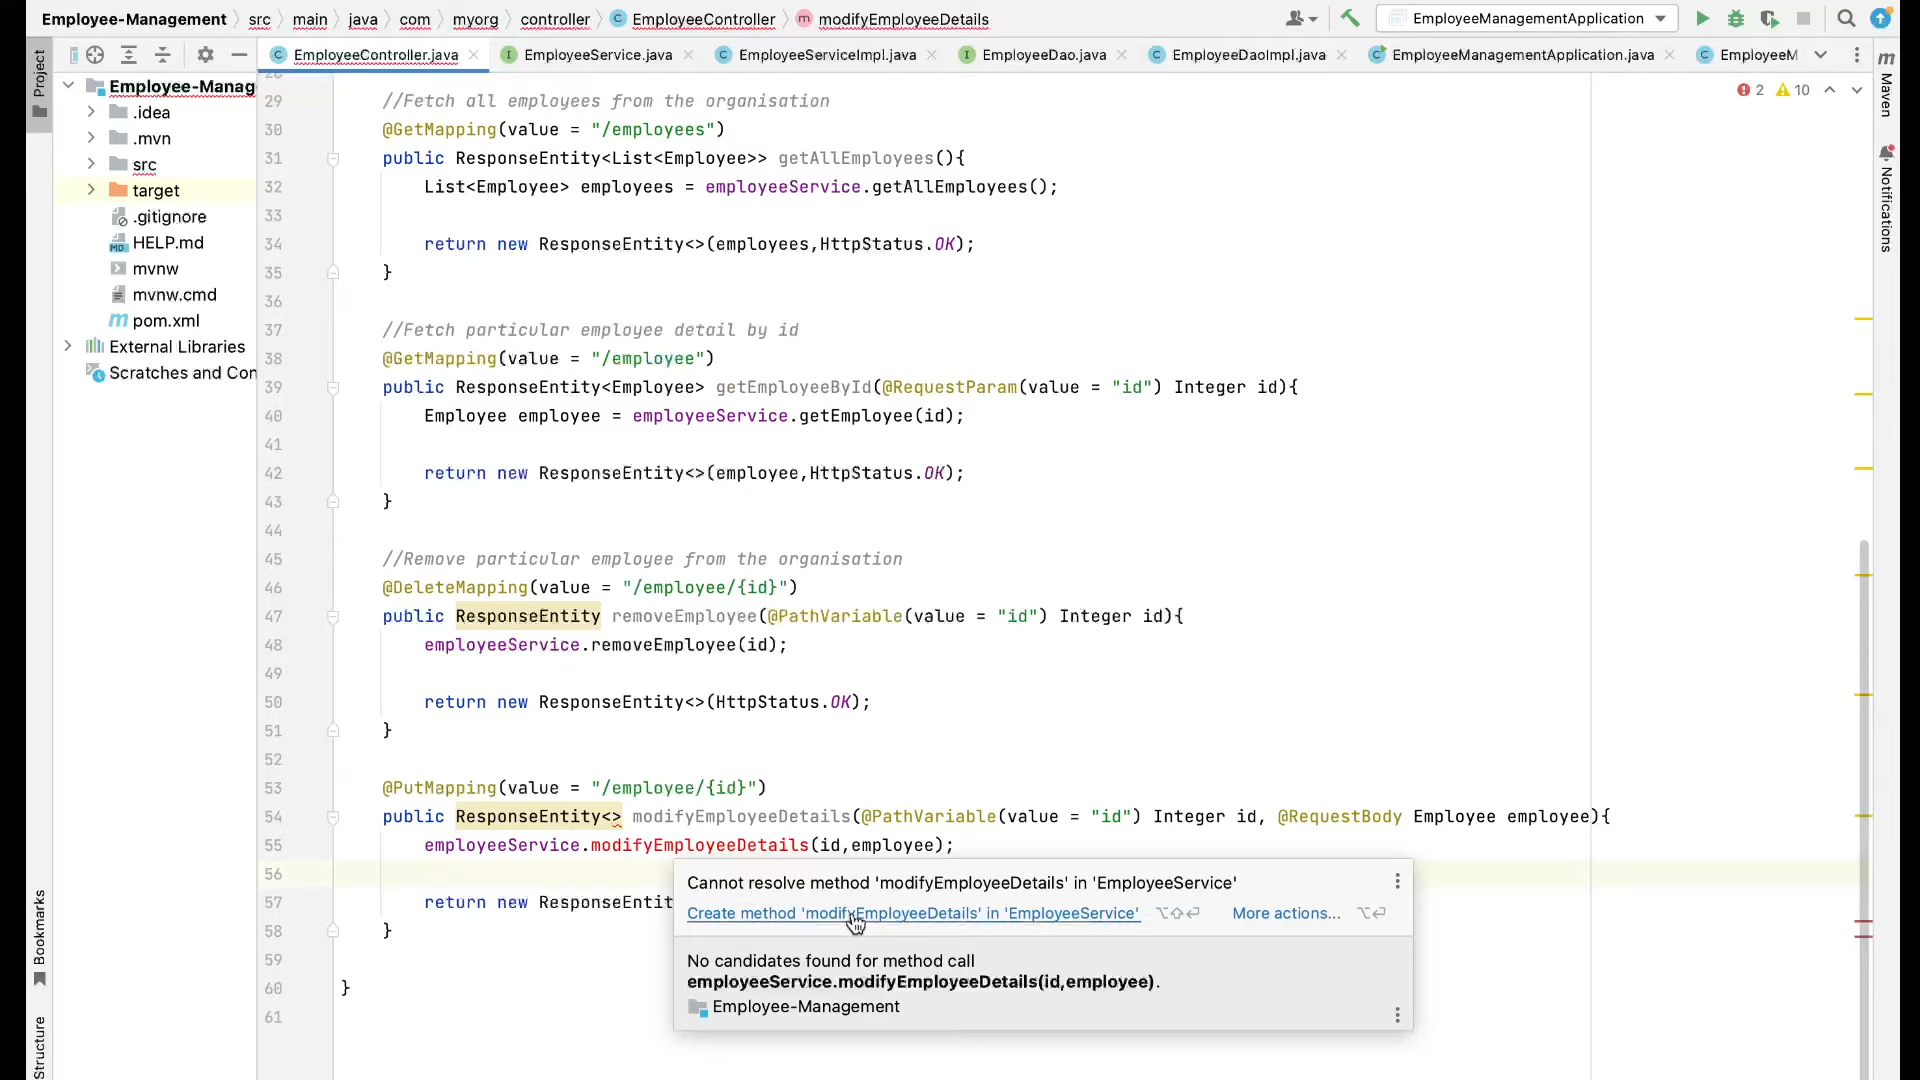 Employee-Management src main java com myorg controller EmployeeController modifyEmployeeDetails EmployeeManagementApplication
EmployeeController.java EmployeeService.java EmployeeServiceImpl.java EmployeeDao.java EmployeeDaoImpl.java EmployeeManagementApplication.java EmployeeM
Project
Employee-Manag
.idea
.mvn
src
target
.gitignore
HELP.md
mvnw
mvnw.cmd
pom.xml
External Libraries
Scratches and Con
Bookmarks
Structure
2 10
Maven
Notifications
29 //Fetch all employees from the organisation
30 @GetMapping(value = "/employees")
31 public ResponseEntity<List<Employee>> getAllEmployees(){
32 List<Employee> employees = employeeService.getAllEmployees();
33
34 return new ResponseEntity<>(employees,HttpStatus.OK);
35 }
36
37 //Fetch particular employee detail by id
38 @GetMapping(value = "/employee")
39 public ResponseEntity<Employee> getEmployeeById(@RequestParam(value = "id") Integer id){
40 Employee employee = employeeService.getEmployee(id);
41
42 return new ResponseEntity<>(employee,HttpStatus.OK);
43 }
44
45 //Remove particular employee from the organisation
46 @DeleteMapping(value = "/employee/{id}")
47 public ResponseEntity removeEmployee(@PathVariable(value = "id") Integer id){
48 employeeService.removeEmployee(id);
49
50 return new ResponseEntity<>(HttpStatus.OK);
51 }
52
53 @PutMapping(value = "/employee/{id}")
54 public ResponseEntity<> modifyEmployeeDetails(@PathVariable(value = "id") Integer id, @RequestBody Employee employee){
55 employeeService.modifyEmployeeDetails(id,employee);
56
57 return new ResponseEntit
58 }
59
60 }
61
Cannot resolve method 'modifyEmployeeDetails' in 'EmployeeService'
Create method 'modifyEmployeeDetails' in 'EmployeeService' ⌥⇧⏎ More actions... ⌥⏎
No candidates found for method call
employeeService.modifyEmployeeDetails(id,employee).
Employee-Management